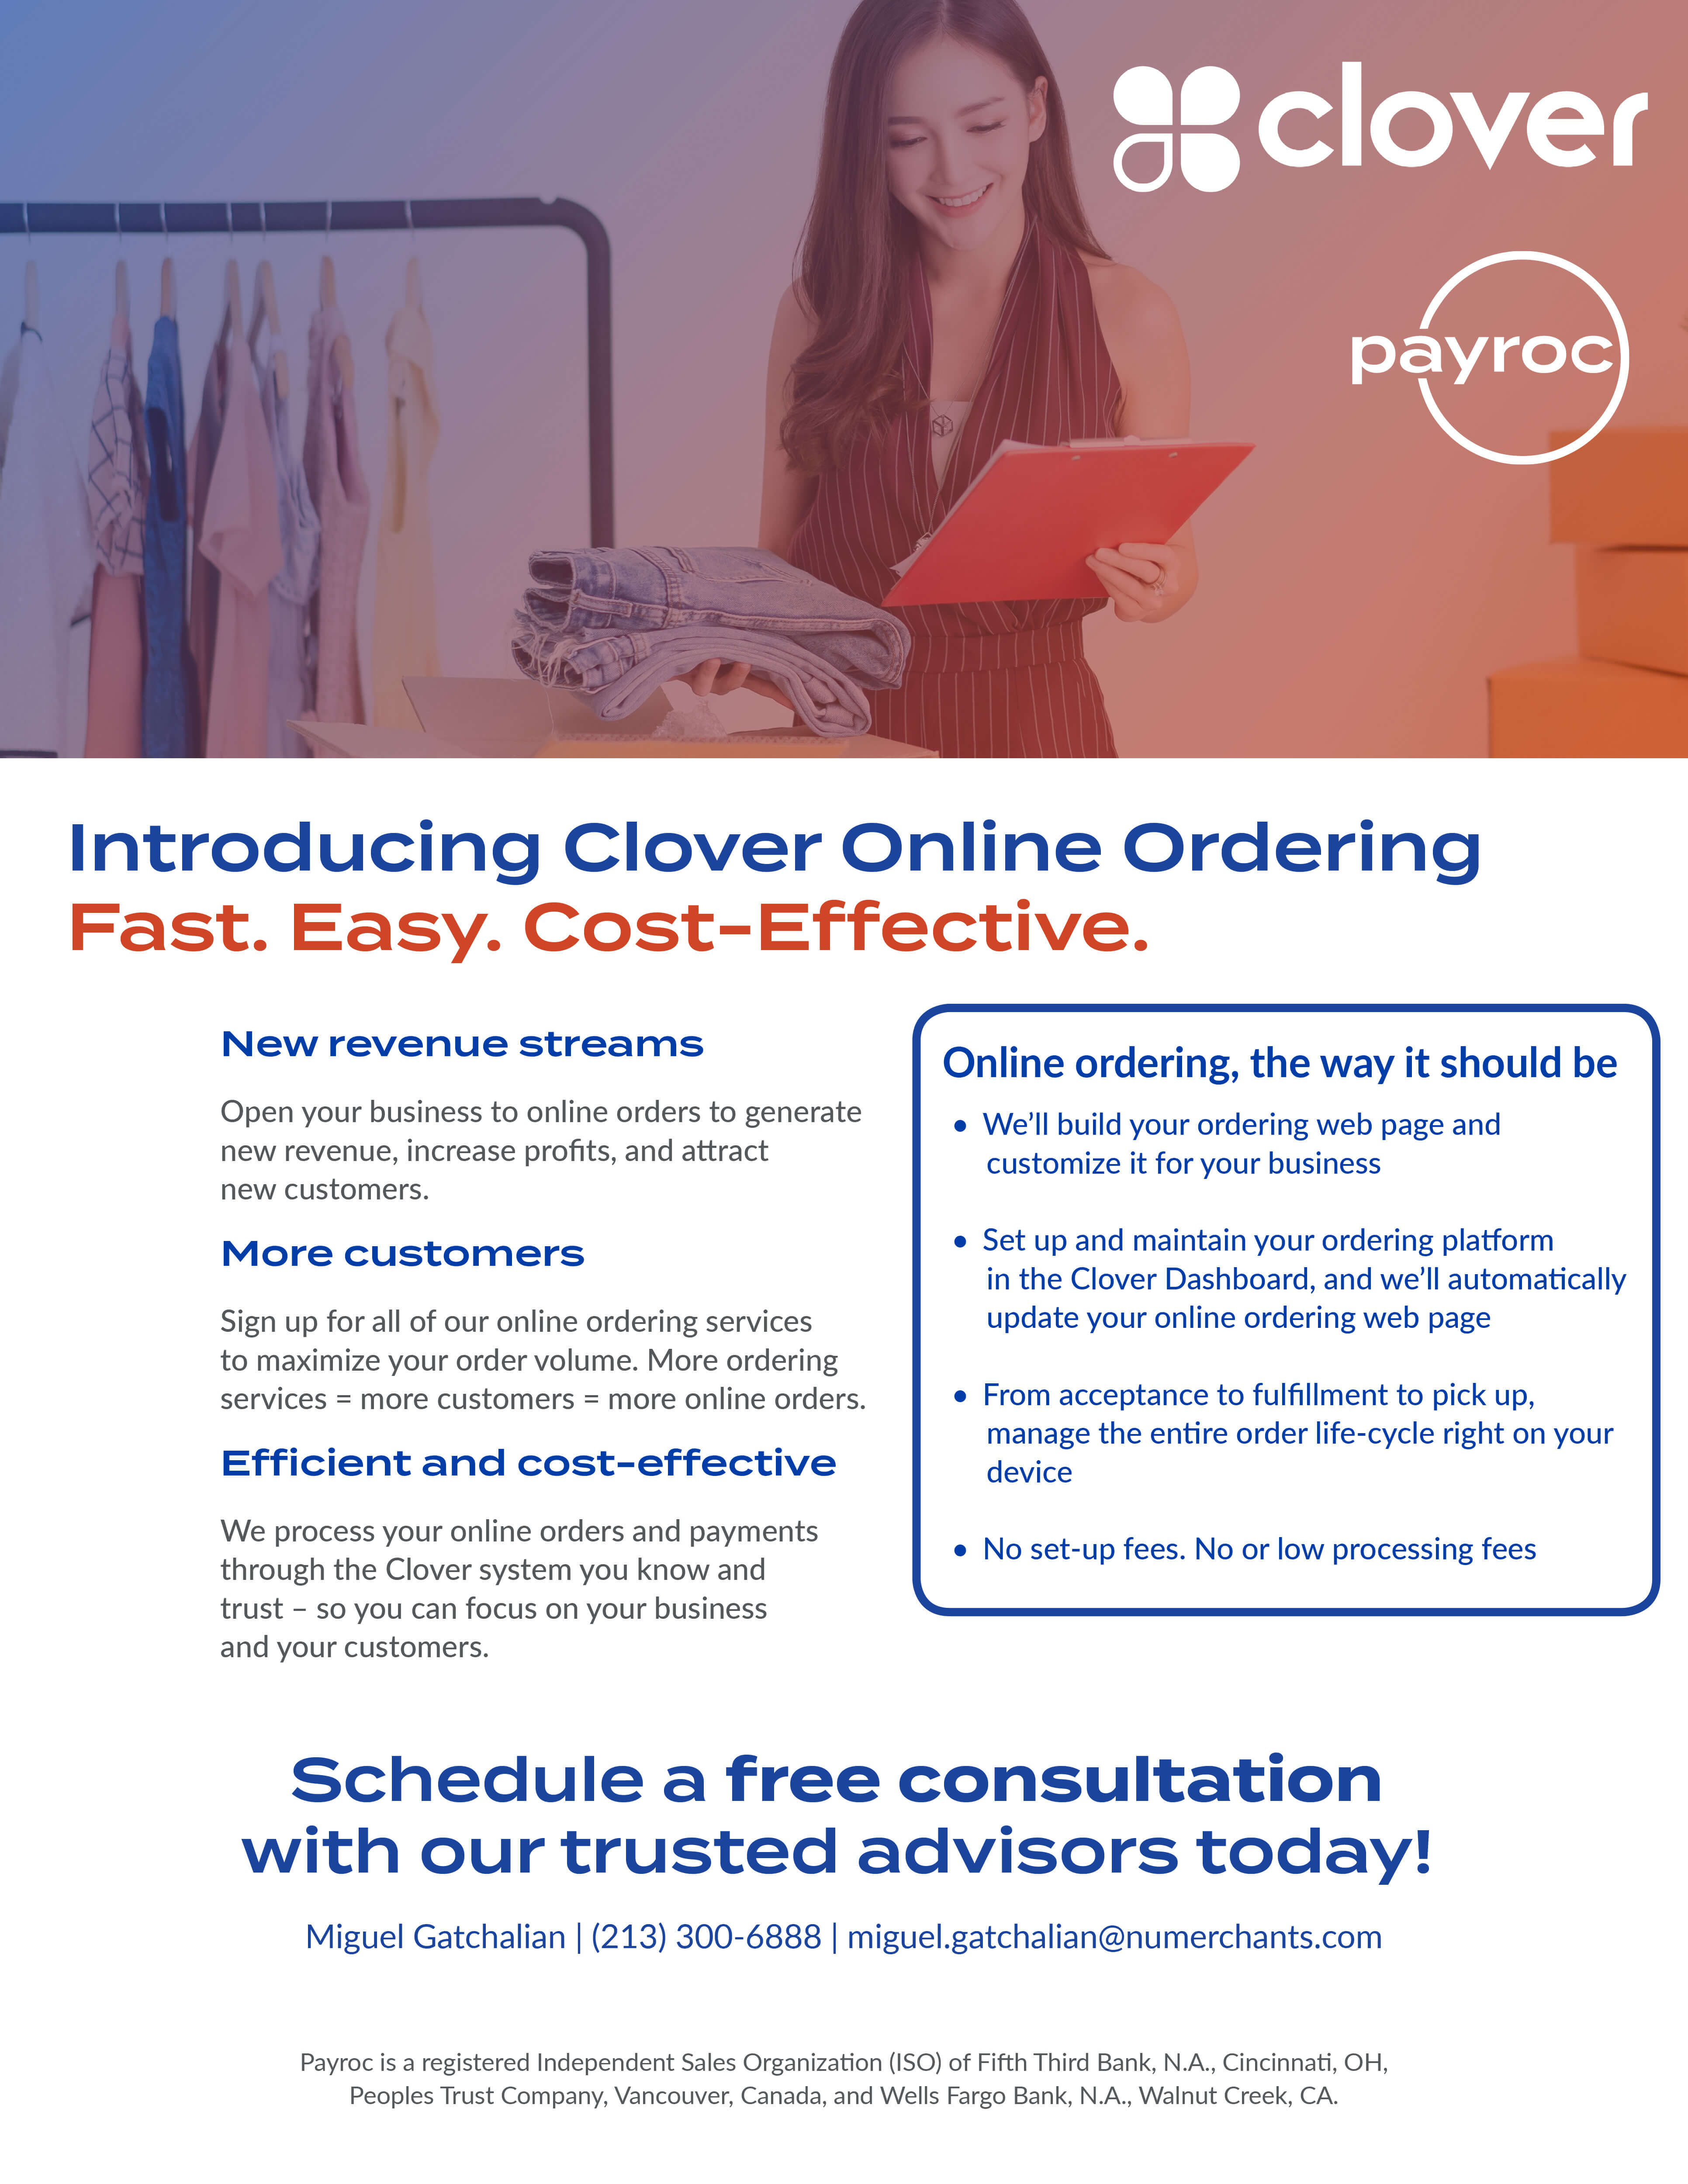 clover
payroc
Introducing Clover Online Ordering
Fast. Easy. Cost-Effective.
New revenue streams
Open your business to online orders to generate
new revenue, increase profits, and attract
new customers.
More customers
Sign up for all of our online ordering services
to maximize your order volume. More ordering
services = more customers = more online orders.
Efficient and cost-effective
We process your online orders and payments
through the Clover system you know and
trust – so you can focus on your business
and your customers.
Online ordering, the way it should be
• We’ll build your ordering web page and
customize it for your business
• Set up and maintain your ordering platform
in the Clover Dashboard, and we’ll automatically
update your online ordering web page
• From acceptance to fulfillment to pick up,
manage the entire order life-cycle right on your
device
• No set-up fees. No or low processing fees
Schedule a free consultation
with our trusted advisors today!
Miguel Gatchalian | (213) 300-6888 | miguel.gatchalian@numerchants.com
Payroc is a registered Independent Sales Organization (ISO) of Fifth Third Bank, N.A., Cincinnati, OH,
Peoples Trust Company, Vancouver, Canada, and Wells Fargo Bank, N.A., Walnut Creek, CA.